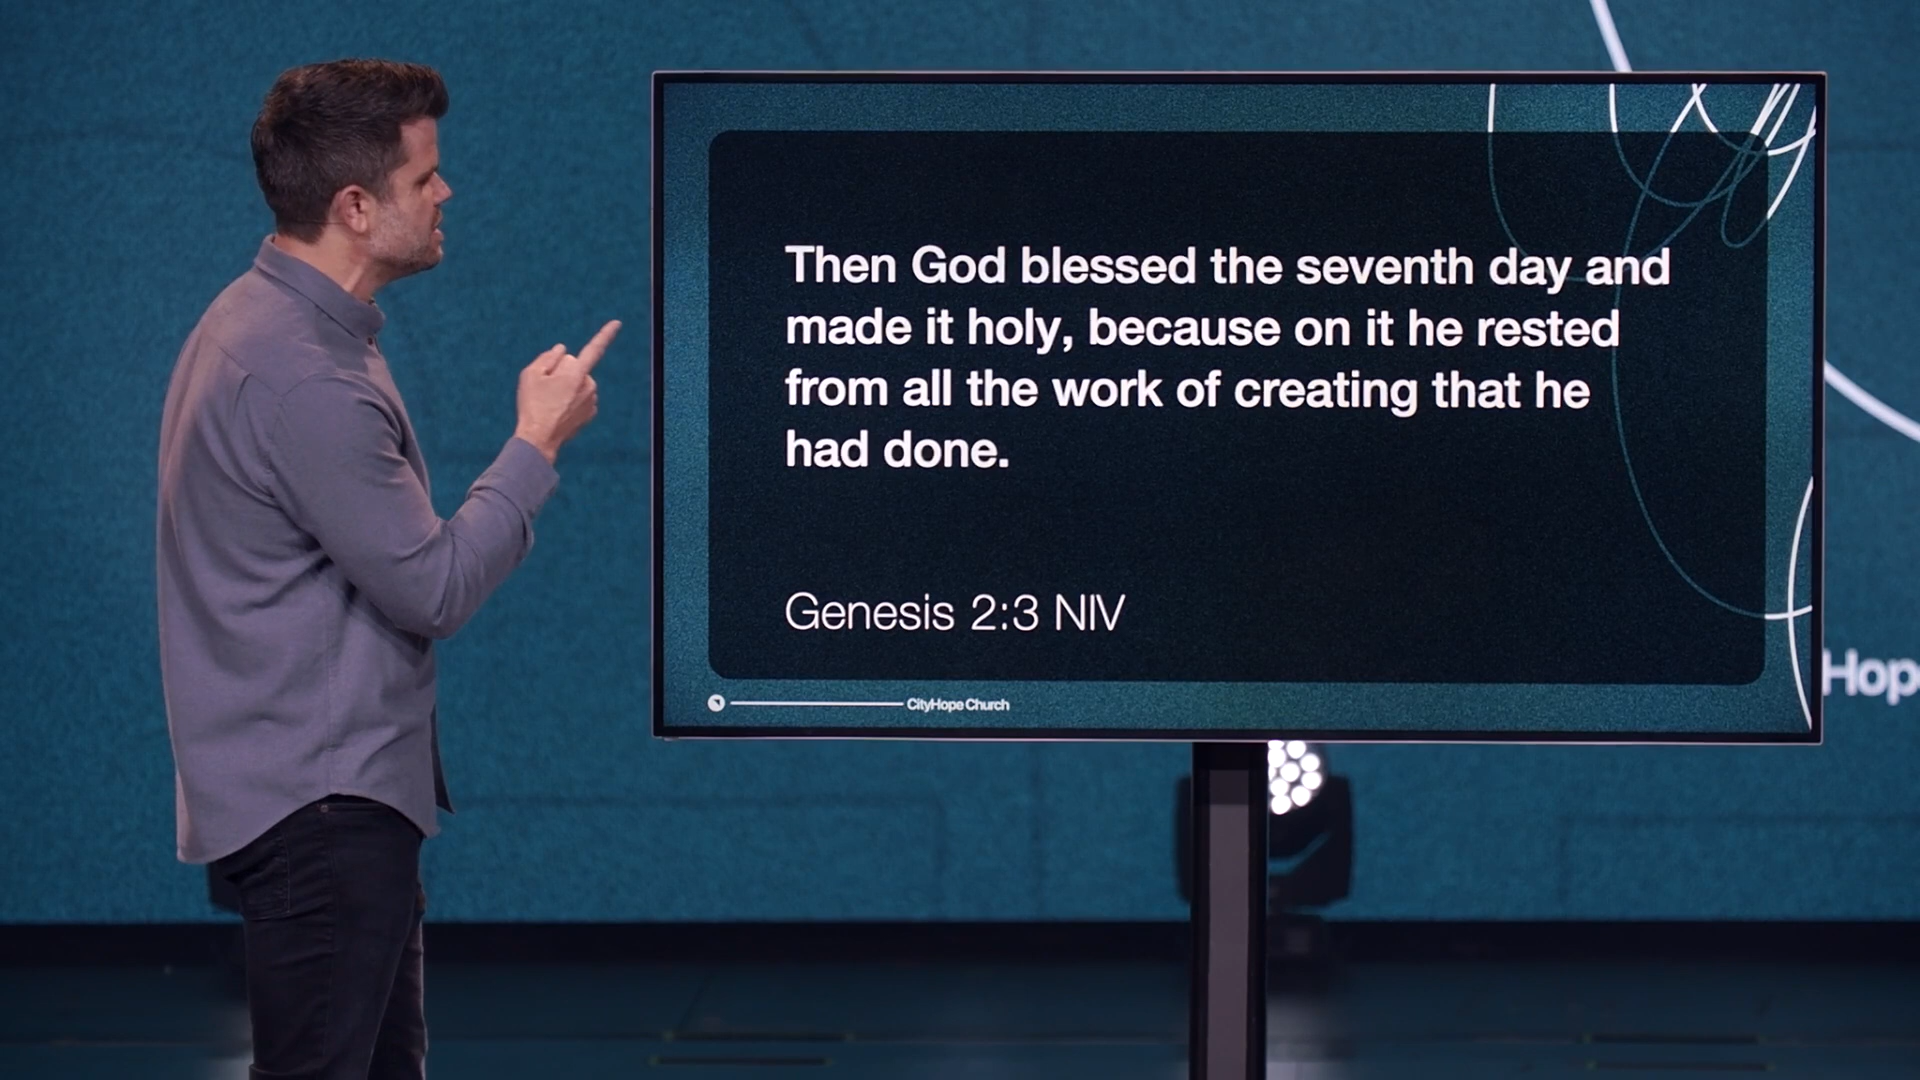 Then God blessed the seventh day and
made it holy, because on it he rested
from all the work of creating that he
had done.
Genesis 2:3 NIV
CityHope Church
Hop